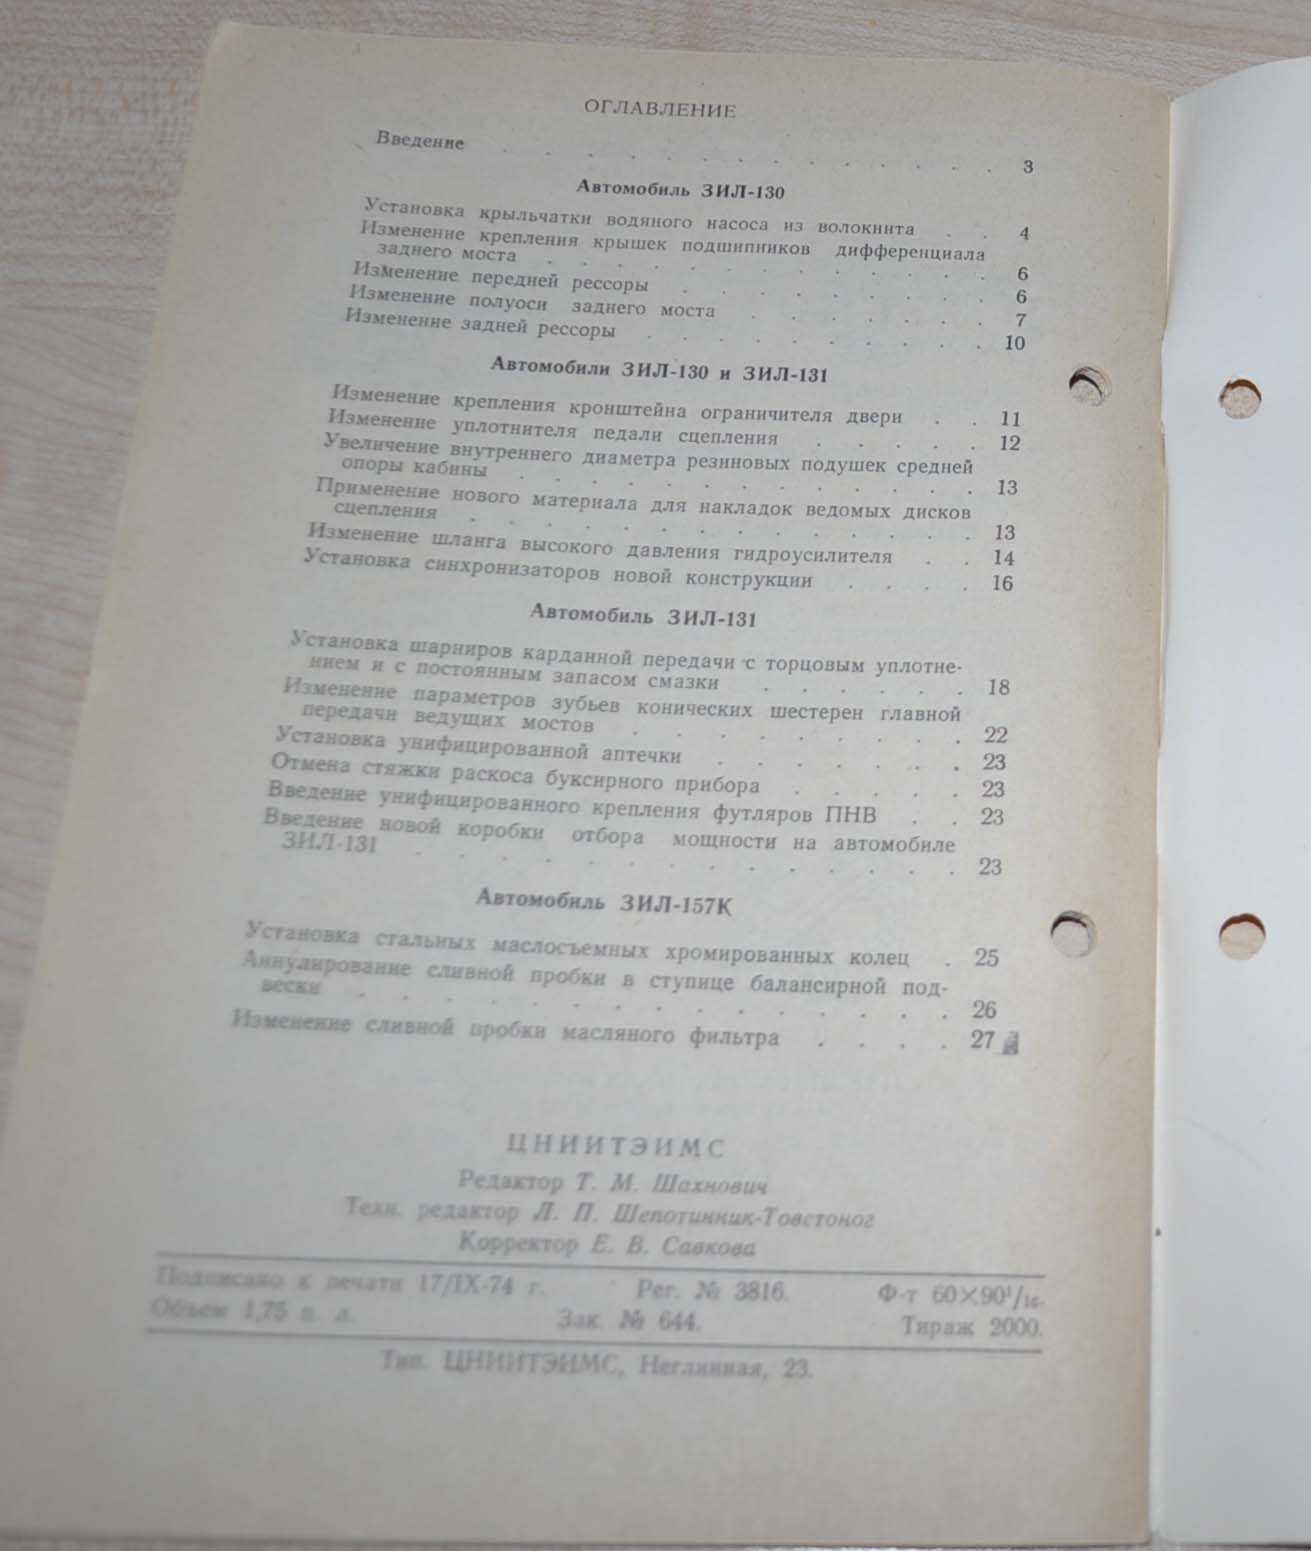 ОГЛАВЛЕНИЕ
Введение . . . . . . . . . . . . 3
Автомобиль ЗИЛ-130
Установка крыльчатки водяного насоса из волокнита . . 4
Изменение крепления крышек подшипников дифференциала
заднего моста . . . . . . . . . . . 6
Изменение передней рессоры . . . . . . . . 6
Изменение полуоси заднего моста . . . . . . 7
Изменение задней рессоры . . . . . . . . . 10
Автомобили ЗИЛ-130 и ЗИЛ-131
Изменение крепления кронштейна ограничителя двери . . 11
Изменение уплотнителя педали сцепления . . . . . 12
Увеличение внутреннего диаметра резиновых подушек средней
опоры кабины . . . . . . . . . . . . 13
Применение нового материала для накладок ведомых дисков
сцепления . . . . . . . . . . . . . 13
Изменение шланга высокого давления гидроусилителя . . 14
Установка синхронизаторов новой конструкции . . . . 16
Автомобиль ЗИЛ-131
Установка шарниров карданной передачи с торцовым уплотне-
нием и с постоянным запасом смазки . . . . . . 18
Изменение параметров зубьев конических шестерен главной
передачи ведущих мостов . . . . . . . . . 22
Установка унифицированной аптечки . . . . . . . 23
Отмена стяжки раскоса буксирного прибора . . . . . 23
Введение унифицированного крепления футляров ПНВ . . 23
Введение новой коробки отбора мощности на автомобиле
ЗИЛ-131 . . . . . . . . . . . . . 23
Автомобиль ЗИЛ-157К
Установка стальных маслосъемных хромированных колец . 25
Аннулирование сливной пробки в ступице балансирной под-
вески . . . . . . . . . . . . . . 26
Изменение сливной пробки масляного фильтра . . . . 27
ЦНИИТЭИМС
Редактор Т. М. Шахнович
Техн. редактор Л. П. Шепотинник-Товстоног
Корректор Е. В. Савкова
Подписано к печати 17/IX-74 г. Рег. № 3816. Ф-т 60×90¹/₁₆.
Объем 1,75 п. л. Зак. № 644. Тираж 2000.
Тип. ЦНИИТЭИМС, Неглинная, 23.